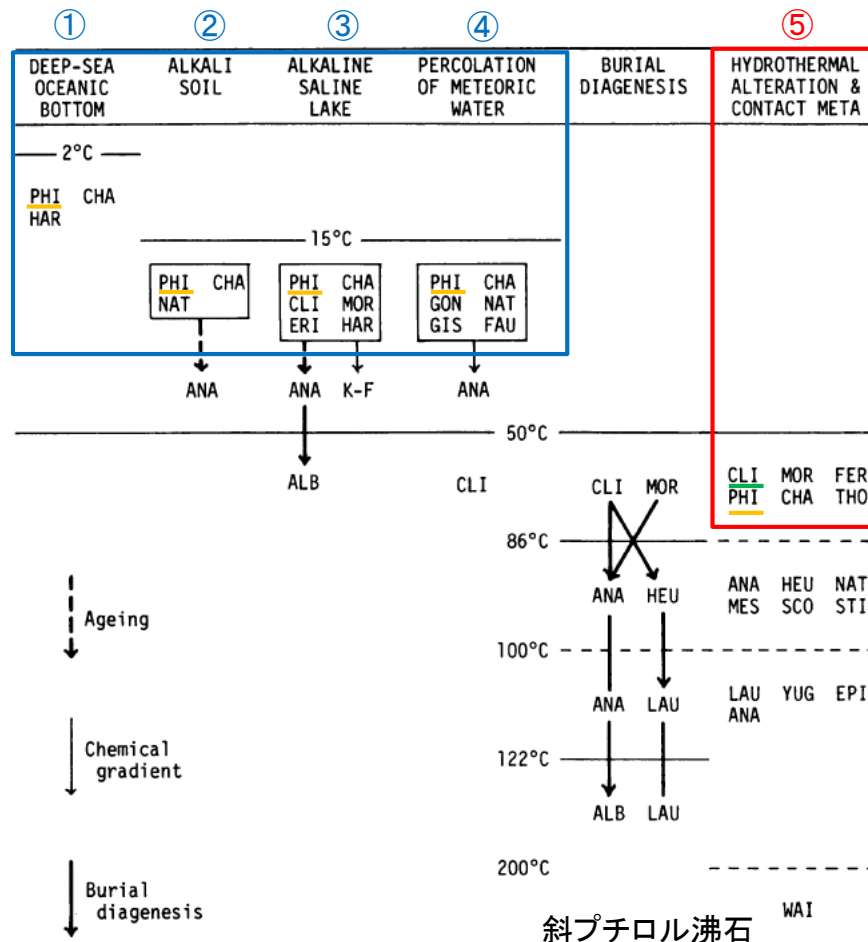 ① ② ③ ④ ⑤
DEEP-SEA
OCEANIC
BOTTOM
ALKALI
SOIL
ALKALINE
SALINE
LAKE
PERCOLATION
OF METEORIC
WATER
BURIAL
DIAGENESIS
HYDROTHERMAL
ALTERATION &
CONTACT META
2°C
PHI CHA
HAR
15°C
PHI CHA
NAT
PHI CHA
CLI MOR
ERI HAR
PHI CHA
GON NAT
GIS FAU
ANA
ANA K-F
ANA
50°C
ALB
CLI
CLI MOR
CLI MOR FER
PHI CHA THO
86°C
ANA HEU
ANA HEU NAT
MES SCO STI
Ageing
100°C
ANA LAU
LAU YUG EPI
ANA
Chemical
gradient
122°C
ALB LAU
200°C
Burial
diagenesis
WAI
斜プチロル沸石